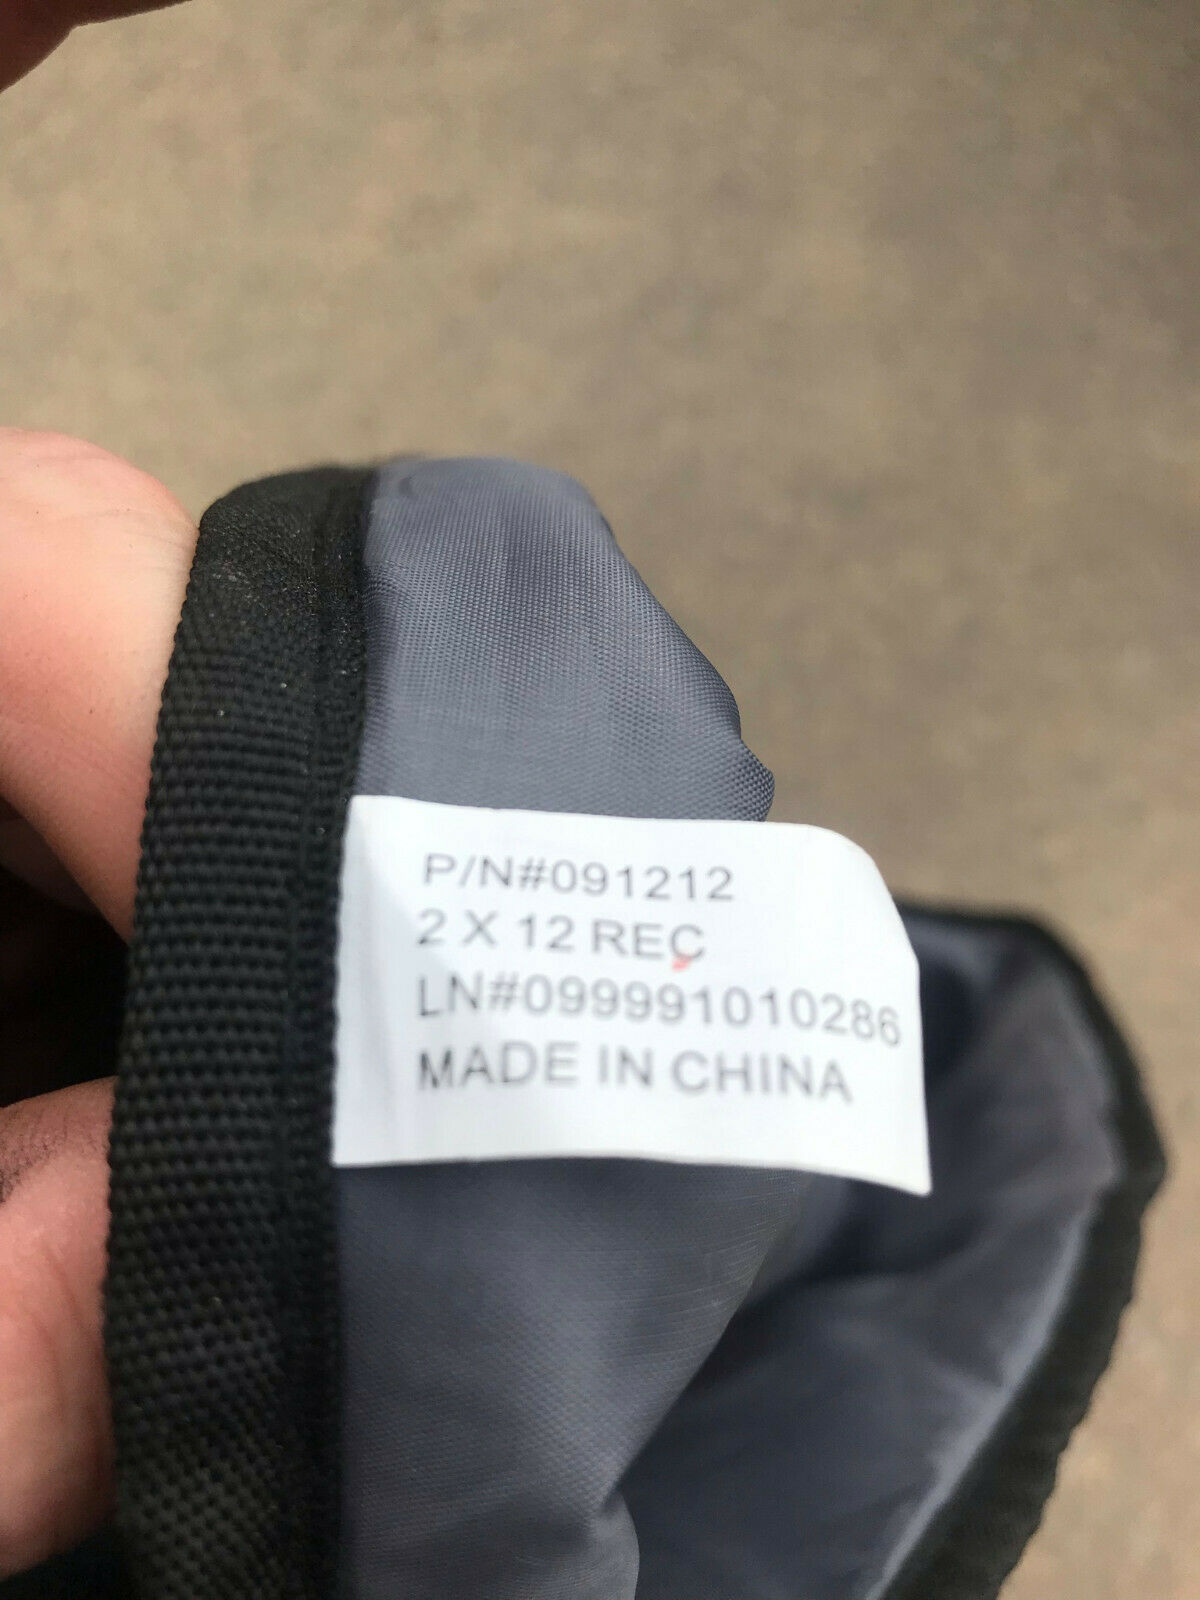 P/N#091212
2 X 12 REC
LN#099991010286
MADE IN CHINA